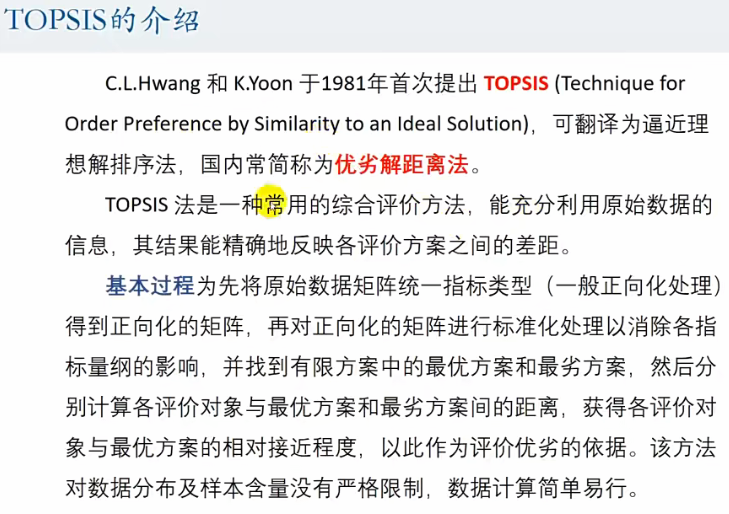 TOPSIS的介绍
C.L.Hwang 和 K.Yoon 于1981年首次提出 TOPSIS (Technique for
Order Preference by Similarity to an Ideal Solution)，可翻译为逼近理
想解排序法，国内常简称为优劣解距离法。
TOPSIS 法是一种常用的综合评价方法，能充分利用原始数据的
信息，其结果能精确地反映各评价方案之间的差距。
基本过程为先将原始数据矩阵统一指标类型（一般正向化处理）
得到正向化的矩阵，再对正向化的矩阵进行标准化处理以消除各指
标量纲的影响，并找到有限方案中的最优方案和最劣方案，然后分
别计算各评价对象与最优方案和最劣方案间的距离，获得各评价对
象与最优方案的相对接近程度，以此作为评价优劣的依据。该方法
对数据分布及样本含量没有严格限制，数据计算简单易行。